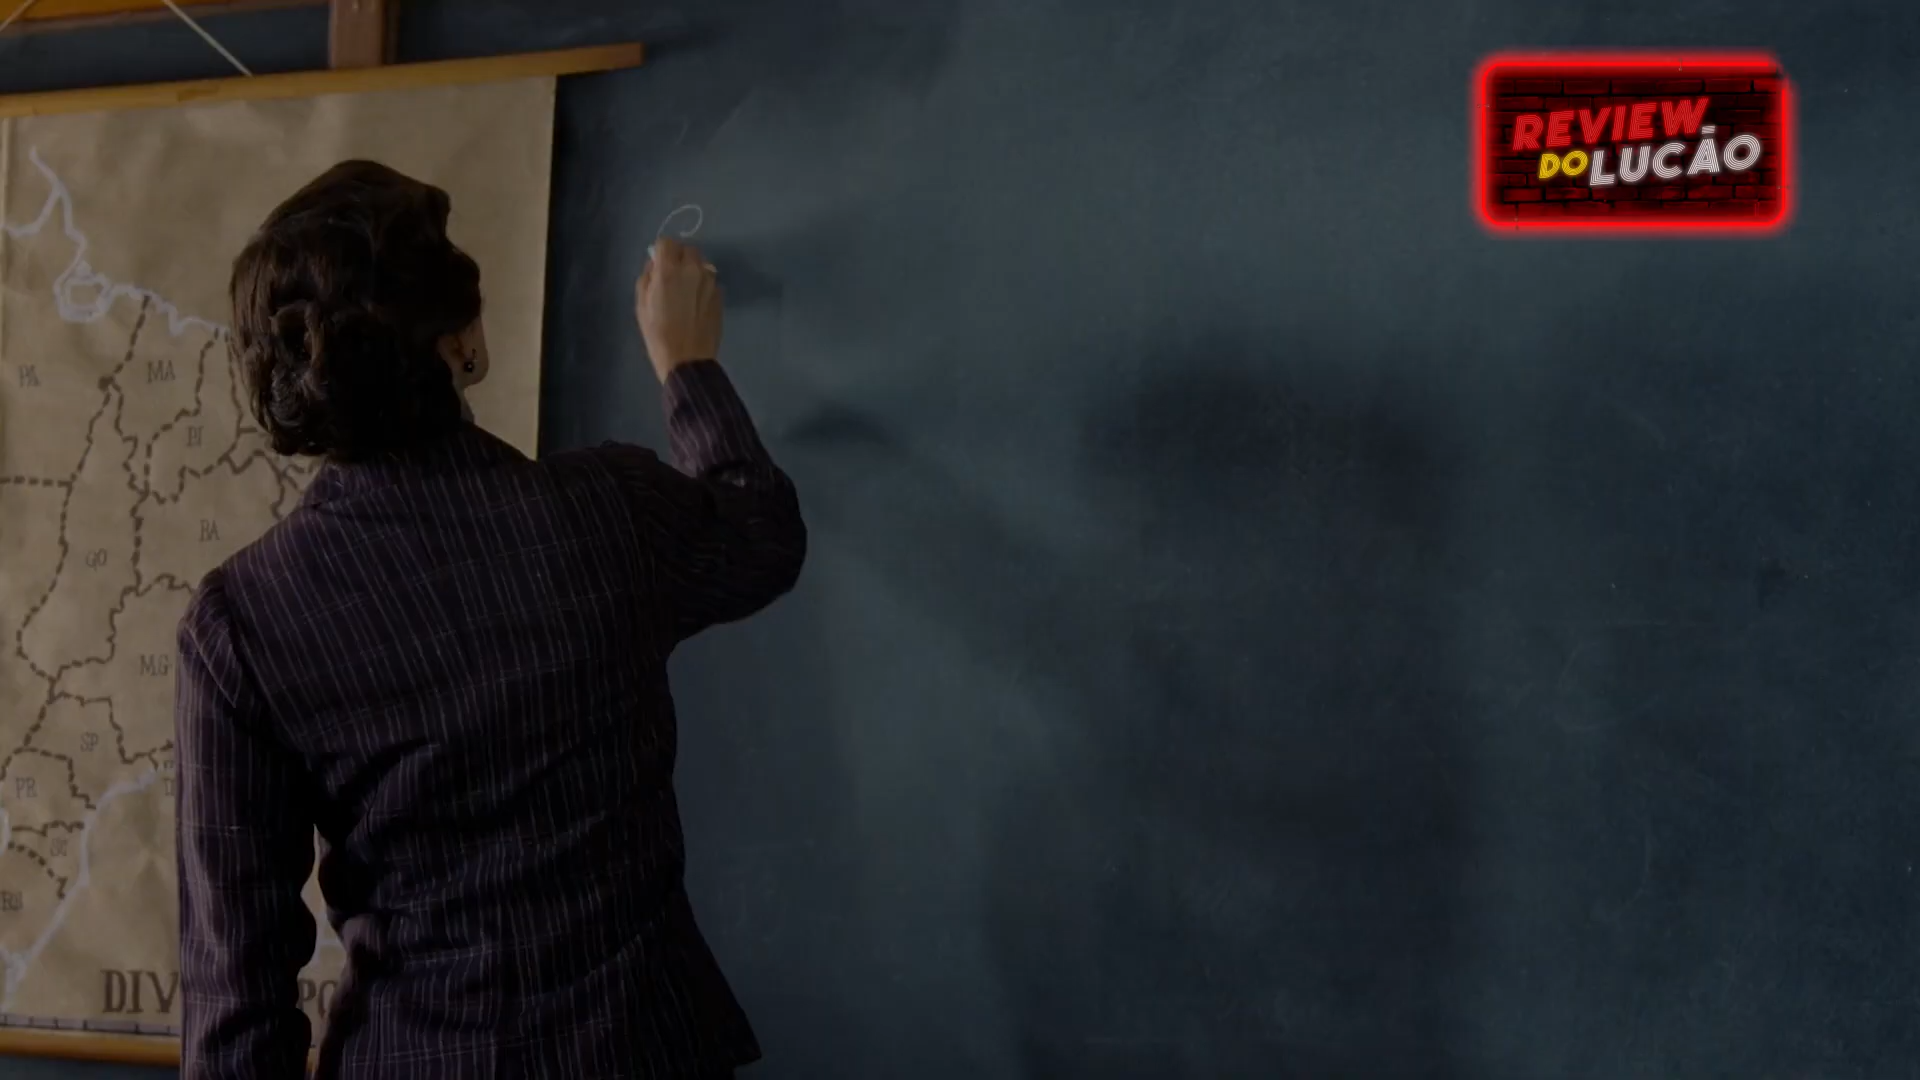 REVIEW
DO LUCÃO
PA
MA
PI
BA
GO
MG
SP
PR
SC
RS
DIV
PO